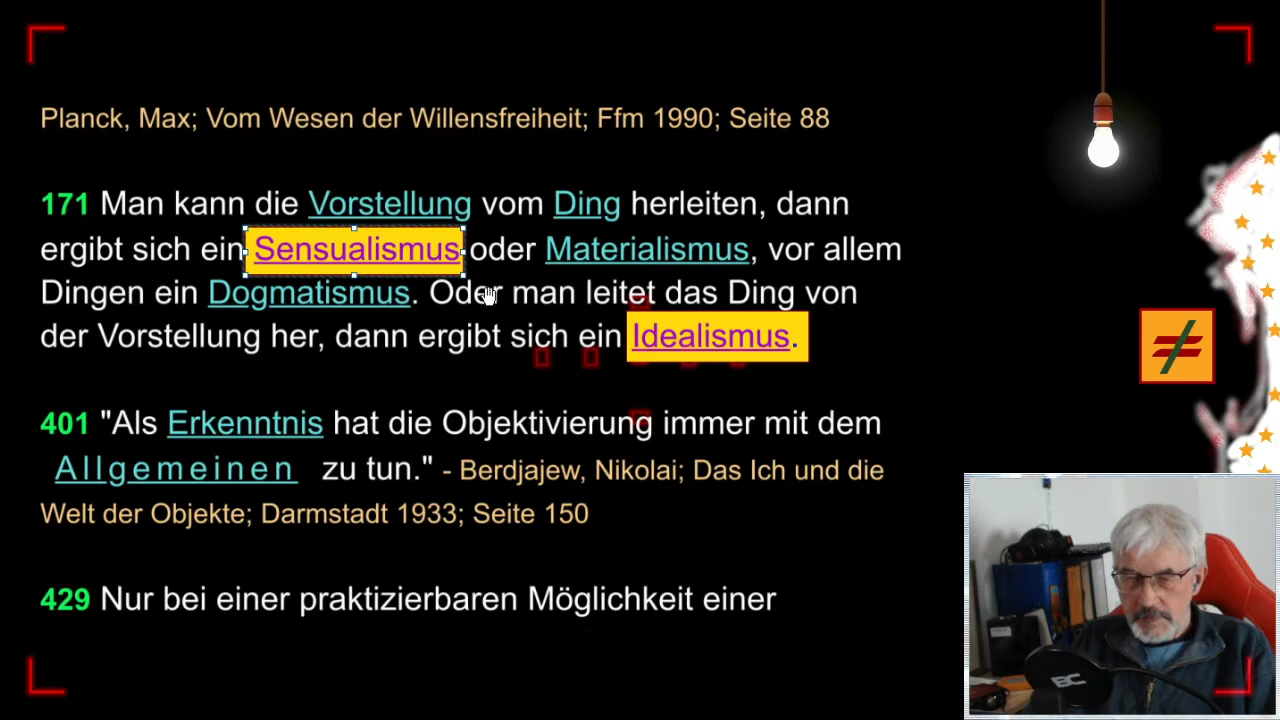 Planck, Max; Vom Wesen der Willensfreiheit; Ffm 1990; Seite 88
171 Man kann die Vorstellung vom Ding herleiten, dann
ergibt sich ein Sensualismus oder Materialismus, vor allem
Dingen ein Dogmatismus. Oder man leitet das Ding von
der Vorstellung her, dann ergibt sich ein Idealismus.
≠
401 "Als Erkenntnis hat die Objektivierung immer mit dem
Allgemeinen zu tun." - Berdjajew, Nikolai; Das Ich und die
Welt der Objekte; Darmstadt 1933; Seite 150
429 Nur bei einer praktizierbaren Möglichkeit einer